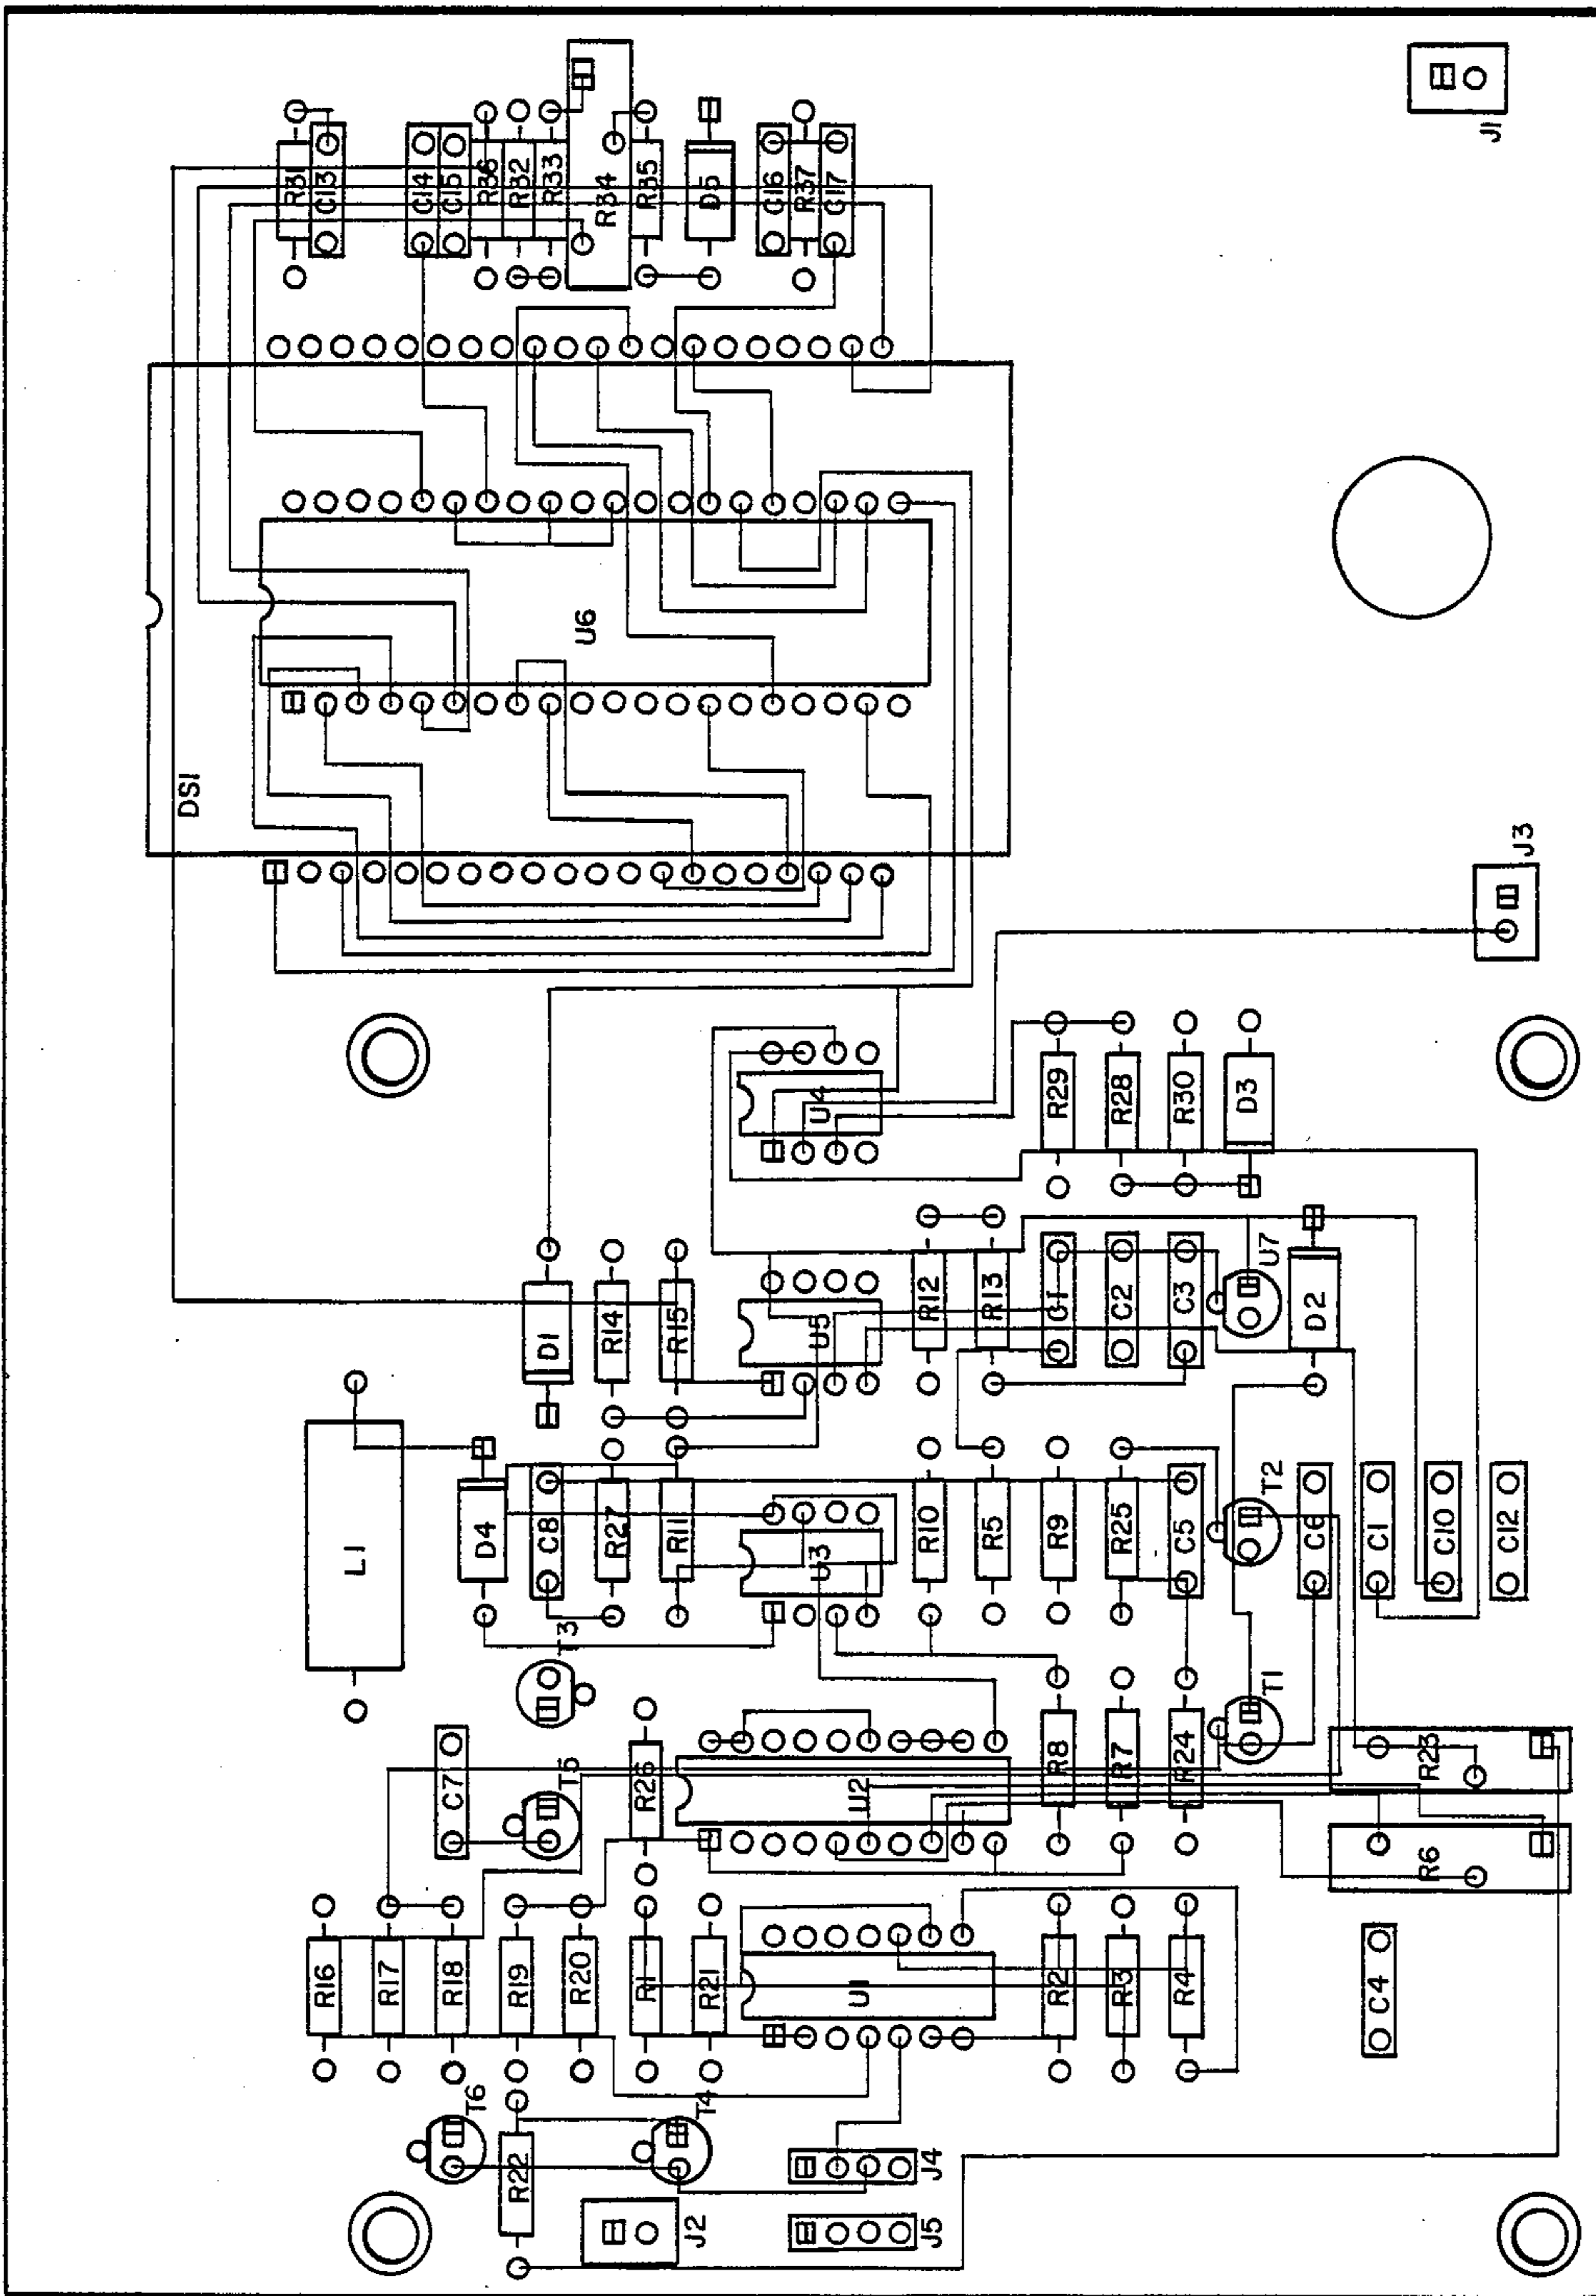 R31
C13
C14
C15
R36
R32
R33
R34
R35
D5
C16
R37
C17
J1
U6
DS1
J3
U4
R29
R28
R30
D3
D1
R14
R15
U5
R12
R13
C1
C2
C3
U7
D2
L1
D4
C8
R27
R11
U3
R10
R5
R9
R25
C5
T2
C6
C1
C10
C12
T3
C7
T5
R26
U2
R8
R7
R24
T1
R23
R6
R16
R17
R18
R19
R20
R1
R21
U1
R2
R3
R4
C4
T6
R22
T4
J4
J2
J5